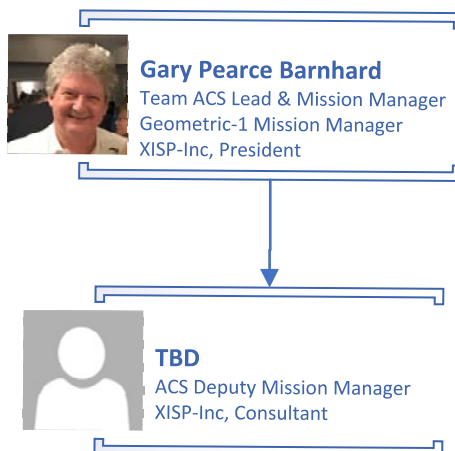 Gary Pearce Barnhard
Team ACS Lead & Mission Manager
Geometric-1 Mission Manager
XISP-Inc, President
TBD
ACS Deputy Mission Manager
XISP-Inc, Consultant